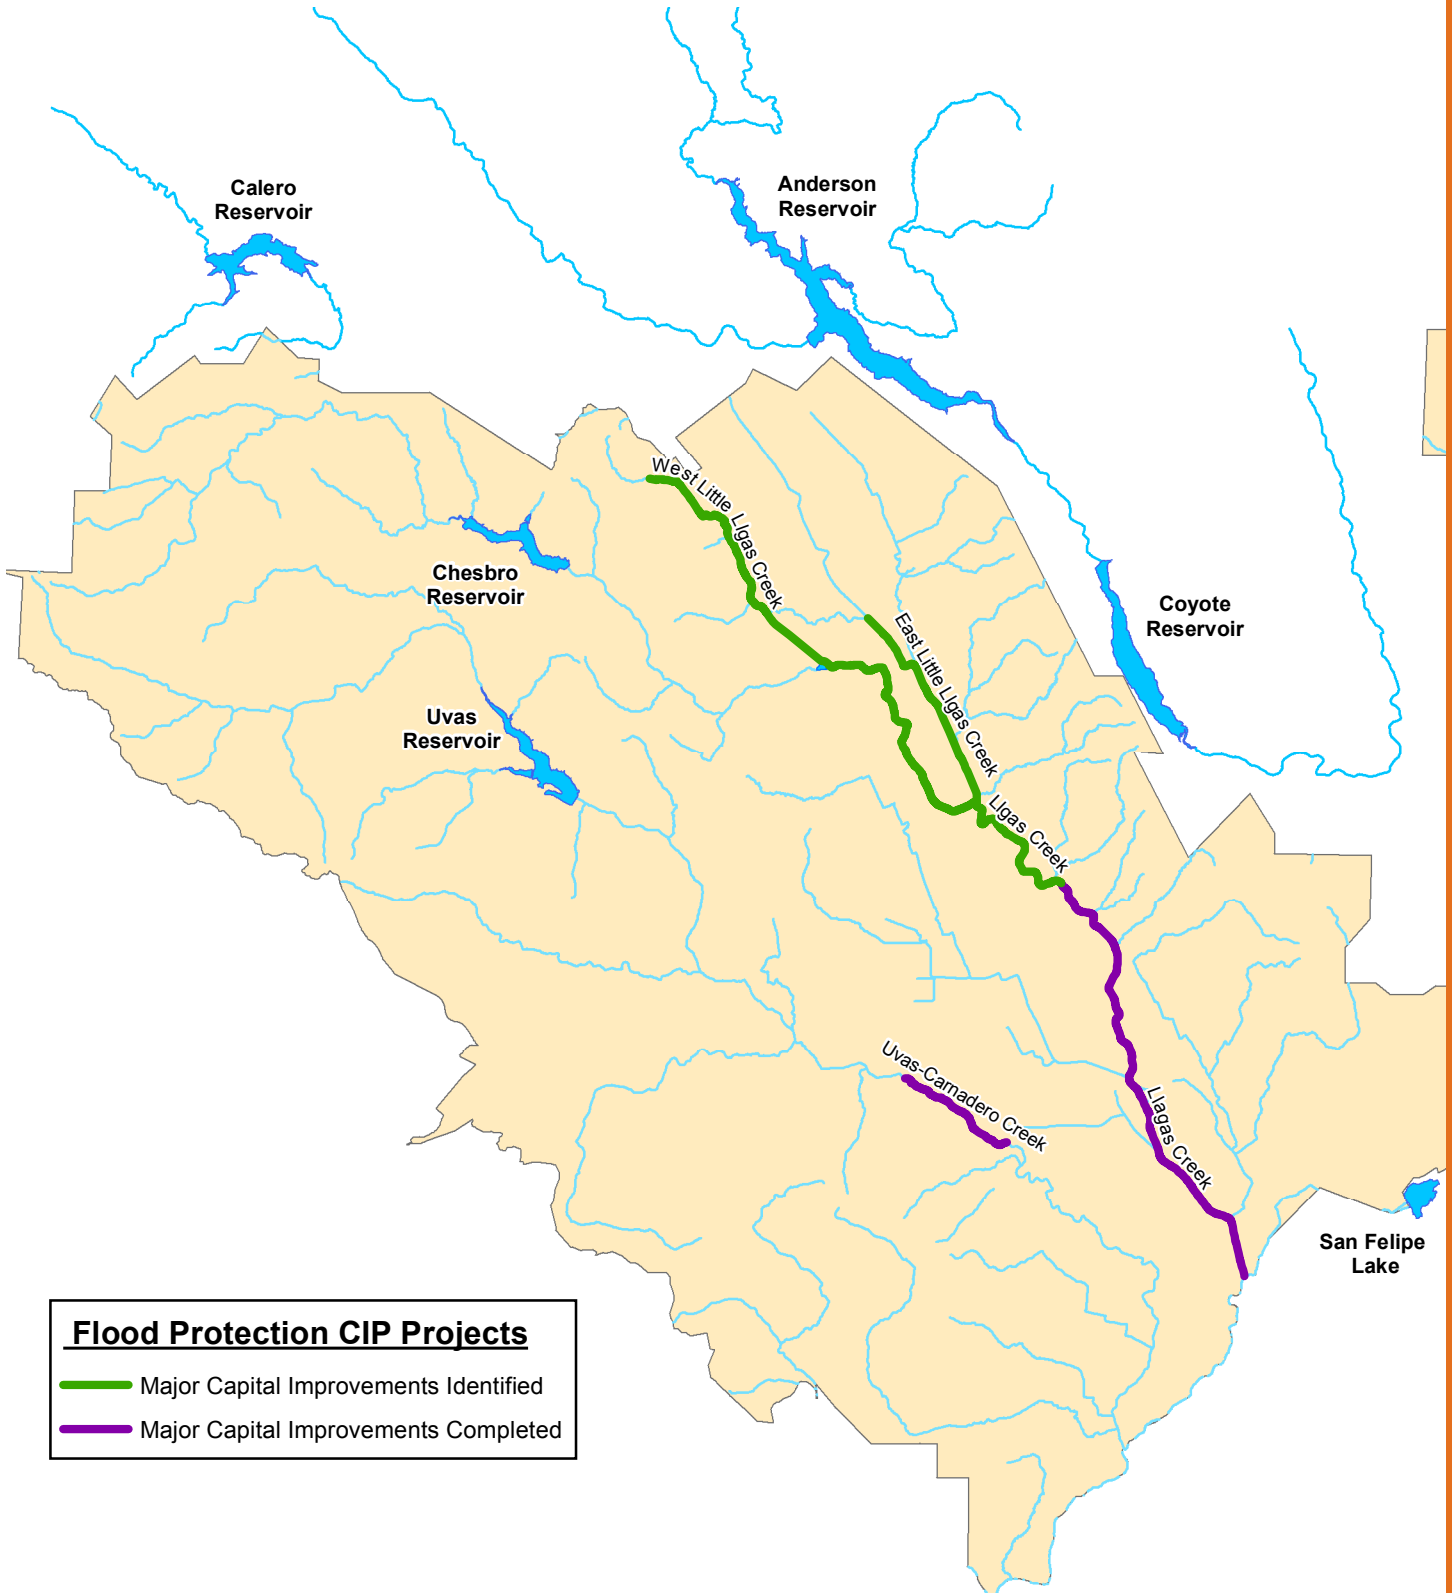 Calero
Reservoir
Anderson
Reservoir
West Little Llgas Creek
Chesbro
Reservoir
Coyote
Reservoir
East Little Llgas Creek
Uvas
Reservoir
Llgas Creek
Uvas-Carnadero Creek
Llagas Creek
San Felipe
Lake
Flood Protection CIP Projects
Major Capital Improvements Identified
Major Capital Improvements Completed